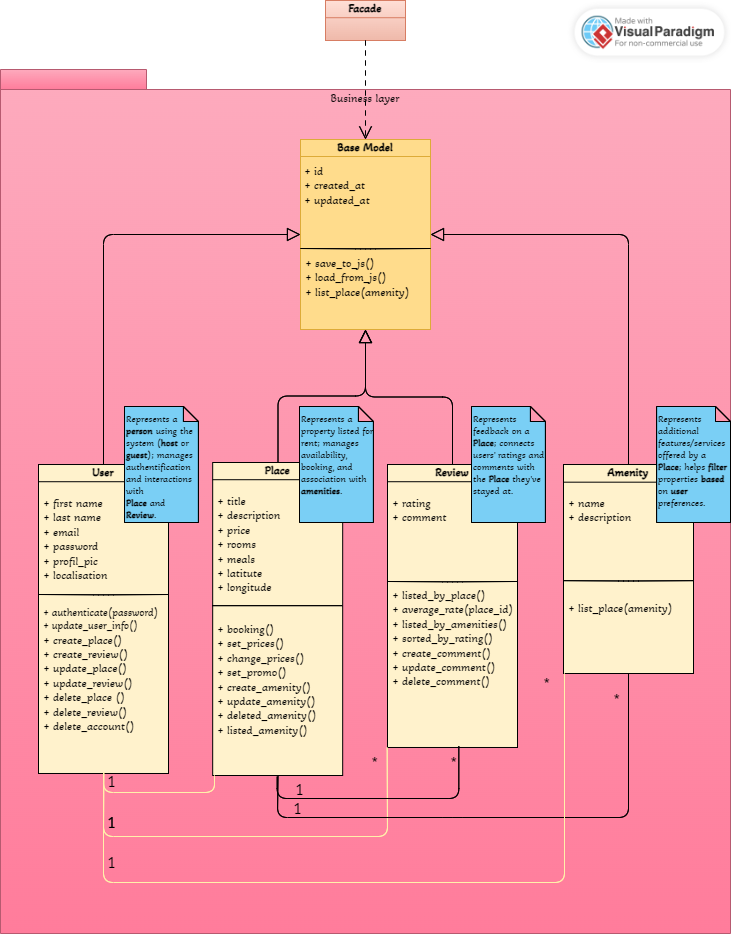 Facade
Made with
Visual Paradigm
For non-commercial use
Business layer
Base Model
+ id
+ created_at
+ updated_at
+ save_to_js()
+ load_from_js()
+ list_place(amenity)
Represents a
person using the
system (host or
guest); manages
authentification
and interactions
with
Place and
Review.
User
+ first name
+ last name
+ email
+ password
+ profil_pic
+ localisation
+ authenticate(password)
+ update_user_info()
+ create_place()
+ create_review()
+ update_place()
+ update_review()
+ delete_place ()
+ delete_review()
+ delete_account()
Represents a
property listed for
rent; manages
availability,
booking, and
association with
amenities.
Place
+ title
+ description
+ price
+ rooms
+ meals
+ latitute
+ longitude
+ booking()
+ set_prices()
+ change_prices()
+ set_promo()
+ create_amenity()
+ update_amenity()
+ deleted_amenity()
+ listed_amenity()
Represents
feedback on a
Place; connects
users' ratings and
comments with
the Place they've
stayed at.
Review
+ rating
+ comment
+ listed_by_place()
+ average_rate(place_id)
+ listed_by_amenities()
+ sorted_by_rating()
+ create_comment()
+ update_comment()
+ delete_comment()
Represents
additional
features/services
offered by a
Place; helps filter
properties based
on user
preferences.
Amenity
+ name
+ description
+ list_place(amenity)
*
*
*
*
1
1
1
1
1